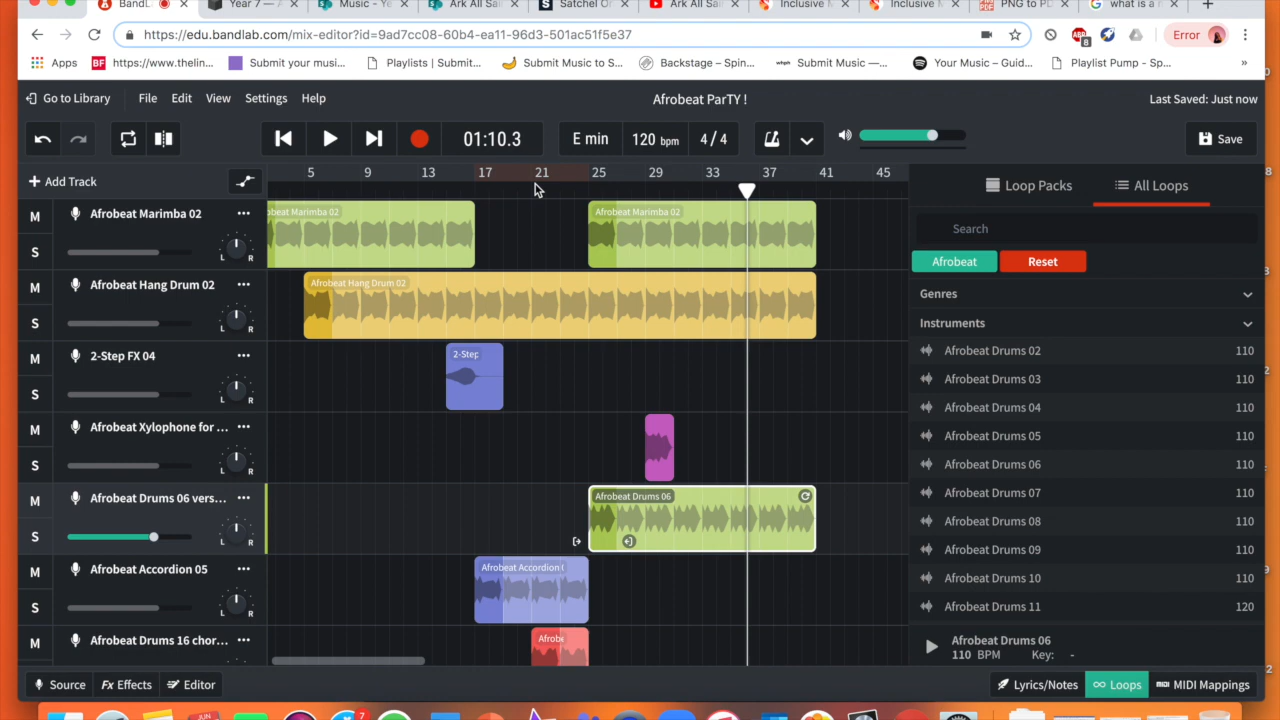 BandL
Year 7 — A
Music - Ye
Ark All Sai
Satchel Or
Ark All Sai
Inclusive M
Inclusive M
PNG to P
what is a r
https://edu.bandlab.com/mix-editor?id=9ad7cc08-60b4-ea11-96d3-501ac51f5e37
8
Error
Apps
BF https://www.thelin...
Submit your musi...
Playlists | Submit...
Submit Music to S...
Backstage – Spin...
Submit Music —...
Your Music – Guid...
Playlist Pump - Sp...
»
Go to Library
File
Edit
View
Settings
Help
Afrobeat ParTY !
Last Saved: Just now
01:10.3
E min
120 bpm
4/4
Save
Add Track
5 9 13 17 21 25 29 33 37 41 45
Loop Packs
All Loops
Search
Afrobeat
Reset
Genres
Instruments
Afrobeat Drums 02 110
Afrobeat Drums 03 110
Afrobeat Drums 04 110
Afrobeat Drums 05 110
Afrobeat Drums 06 110
Afrobeat Drums 07 110
Afrobeat Drums 08 110
Afrobeat Drums 09 110
Afrobeat Drums 10 110
Afrobeat Drums 11 120
M Afrobeat Marimba 02 ...
S L R
obeat Marimba 02
Afrobeat Marimba 02
M Afrobeat Hang Drum 02 ...
S L R
Afrobeat Hang Drum 02
M 2-Step FX 04 ...
S L R
2-Step
M Afrobeat Xylophone for ... ...
S L R
M Afrobeat Drums 06 vers... ...
S L R
Afrobeat Drums 06
M Afrobeat Accordion 05 ...
S L R
Afrobeat Accordion (
M Afrobeat Drums 16 chor... ...
Afrobe
Afrobeat Drums 06
110 BPM Key: -
Source
Fx Effects
Editor
Lyrics/Notes
Loops
MIDI MIDI Mappings
JUN
7